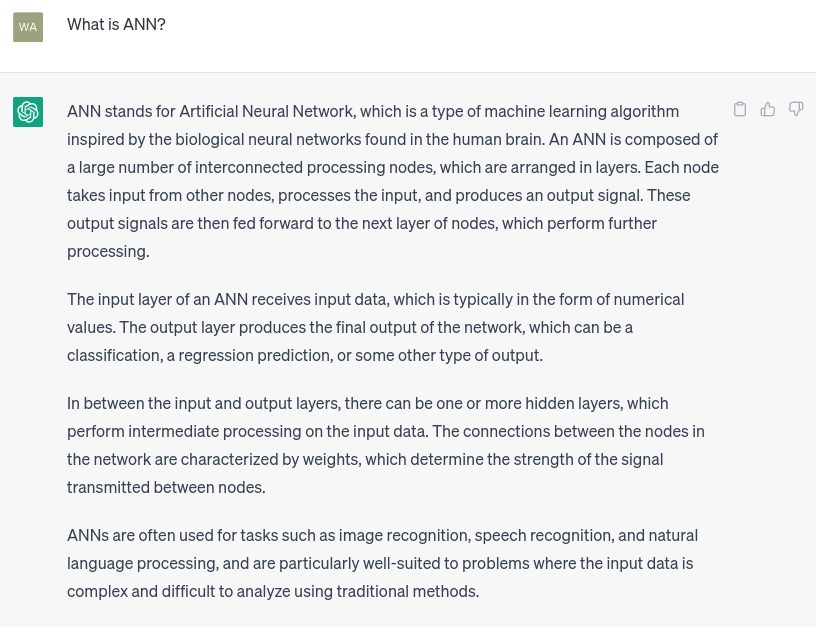 WA
What is ANN?
ANN stands for Artificial Neural Network, which is a type of machine learning algorithm
inspired by the biological neural networks found in the human brain. An ANN is composed of
a large number of interconnected processing nodes, which are arranged in layers. Each node
takes input from other nodes, processes the input, and produces an output signal. These
output signals are then fed forward to the next layer of nodes, which perform further
processing.
The input layer of an ANN receives input data, which is typically in the form of numerical
values. The output layer produces the final output of the network, which can be a
classification, a regression prediction, or some other type of output.
In between the input and output layers, there can be one or more hidden layers, which
perform intermediate processing on the input data. The connections between the nodes in
the network are characterized by weights, which determine the strength of the signal
transmitted between nodes.
ANNs are often used for tasks such as image recognition, speech recognition, and natural
language processing, and are particularly well-suited to problems where the input data is
complex and difficult to analyze using traditional methods.